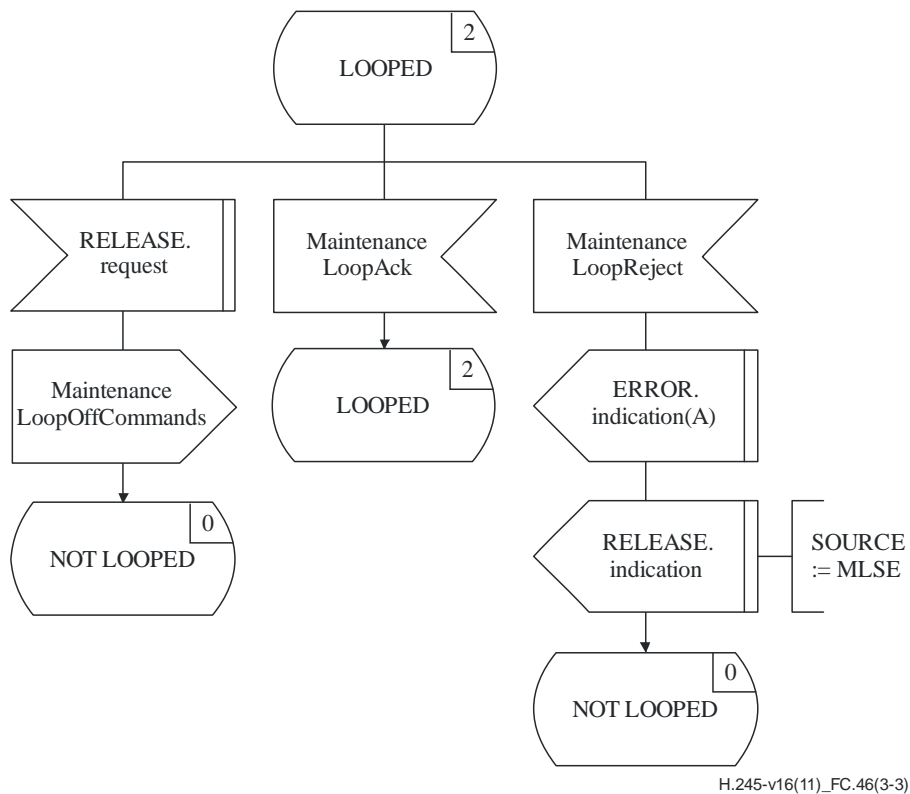 2
LOOPED
RELEASE.
request
Maintenance
LoopAck
Maintenance
LoopReject
Maintenance
LoopOffCommands
2
LOOPED
ERROR.
indication(A)
0
NOT LOOPED
RELEASE.
indication
SOURCE
:= MLSE
0
NOT LOOPED
H.245-v16(11)_FC.46(3-3)